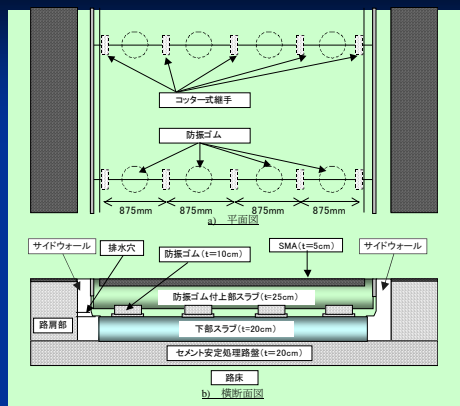 コッター式継手
防振ゴム
875mm 875mm 875mm 875mm
a) 平面図
サイドウォール
排水穴
防振ゴム(t=10cm)
SMA(t=5cm)
サイドウォール
防振ゴム付上部スラブ(t=25cm)
路肩部
下部スラブ(t=20cm)
セメント安定処理路盤(t=20cm)
路床
b) 横断面図